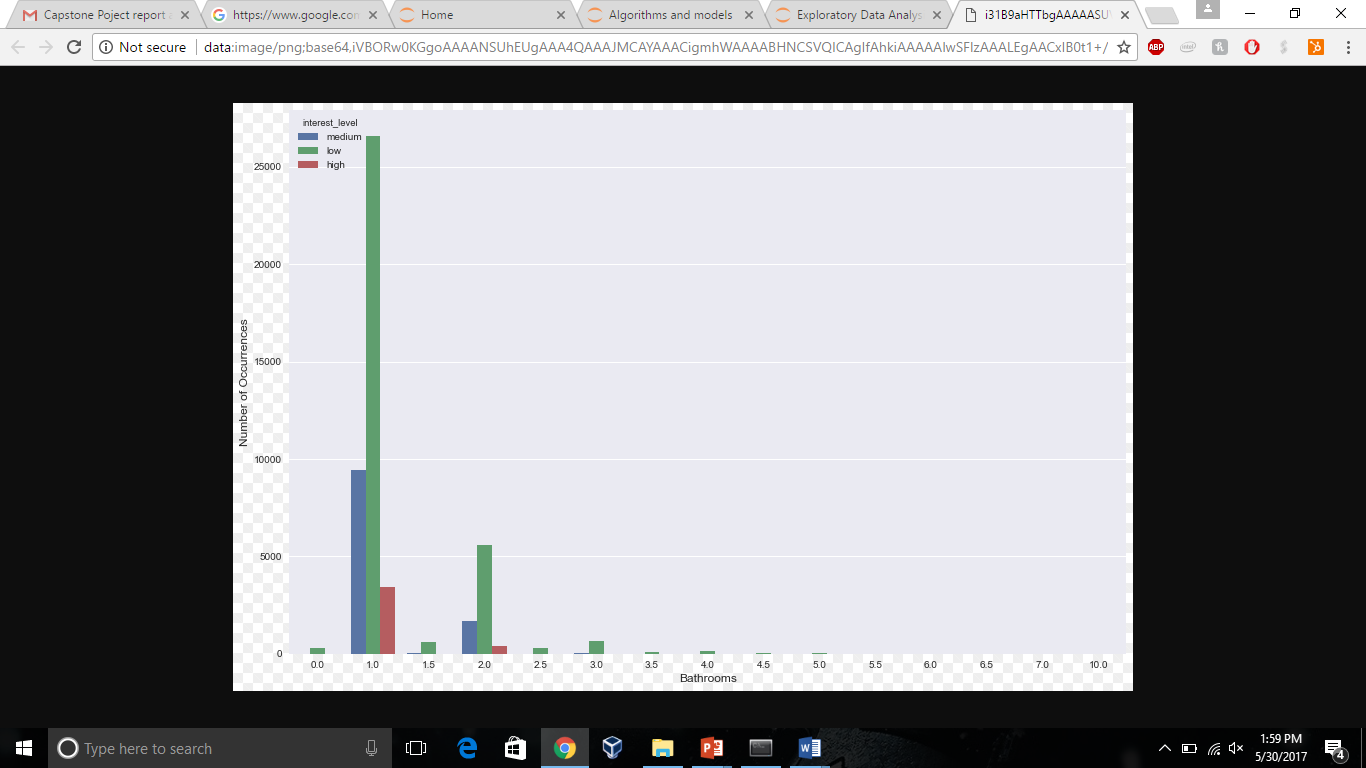 Capstone Poject report
https://www.google.con
Home
Algorithms and models
Exploratory Data Analys
i31B9aHTTbgAAAAASU
Not secure
data:image/png;base64,iVBORw0KGgoAAAANSUhEUgAAA4QAAAJMCAYAAACigmhWAAAABHNCSVQICAgIfAhkiAAAAAlwSFlzAAALEgAACxIB0t1+/
ABP
interest_level
medium
low
high
25000
20000
15000
10000
5000
0
Number of Occurrences
0.0 1.0 1.5 2.0 2.5 3.0 3.5 4.0 4.5 5.0 5.5 6.0 6.5 7.0 10.0
Bathrooms
Type here to search
1:59 PM
5/30/2017
4